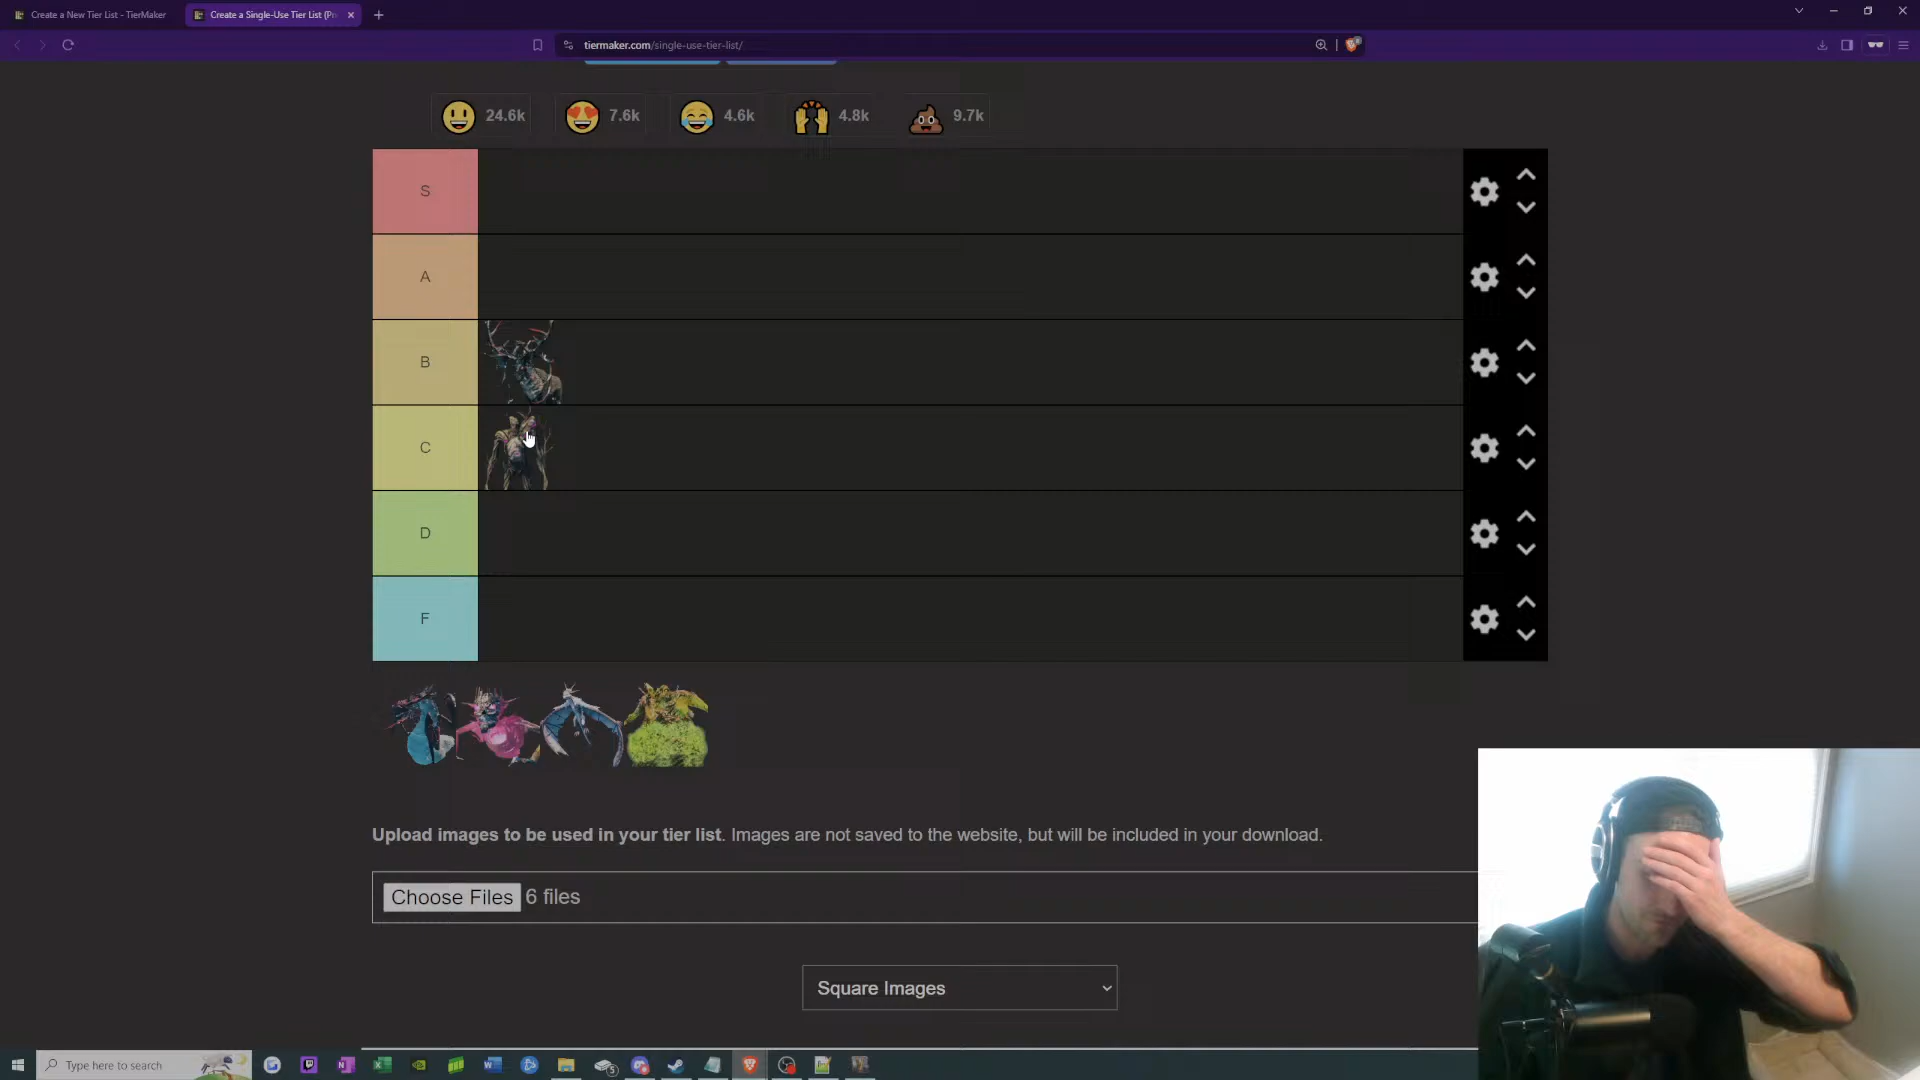 Create a New Tier List - TierMaker
Create a Single-Use Tier List (Pri
tiermaker.com/single-use-tier-list/
24.6k 7.6k 4.6k 4.8k 9.7k
S
A
B
C
D
F
Upload images to be used in your tier list. Images are not saved to the website, but will be included in your download.
Choose Files 6 files
Square Images
Type here to search
5